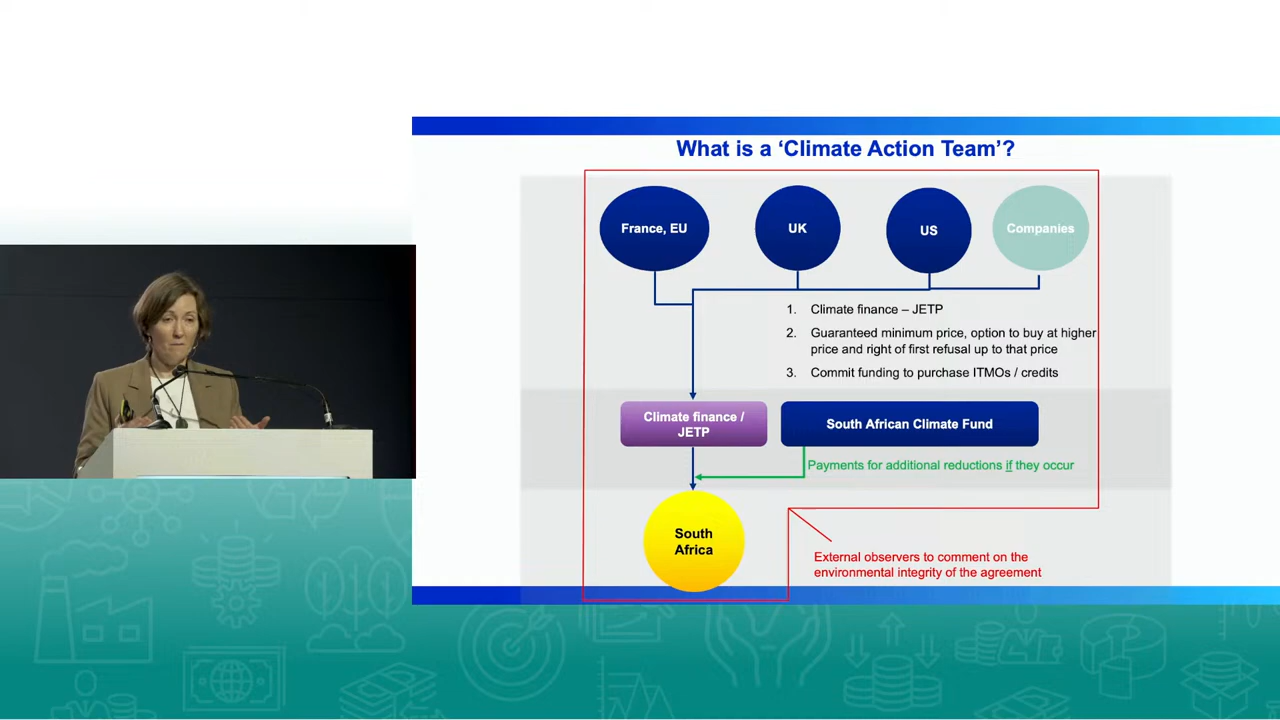 What is a ‘Climate Action Team’?
France, EU
UK
US
Companies
1. Climate finance – JETP
2. Guaranteed minimum price, option to buy at higher
price and right of first refusal up to that price
3. Commit funding to purchase ITMOs / credits
Climate finance /
JETP
South African Climate Fund
Payments for additional reductions if they occur
South
Africa
External observers to comment on the
environmental integrity of the agreement